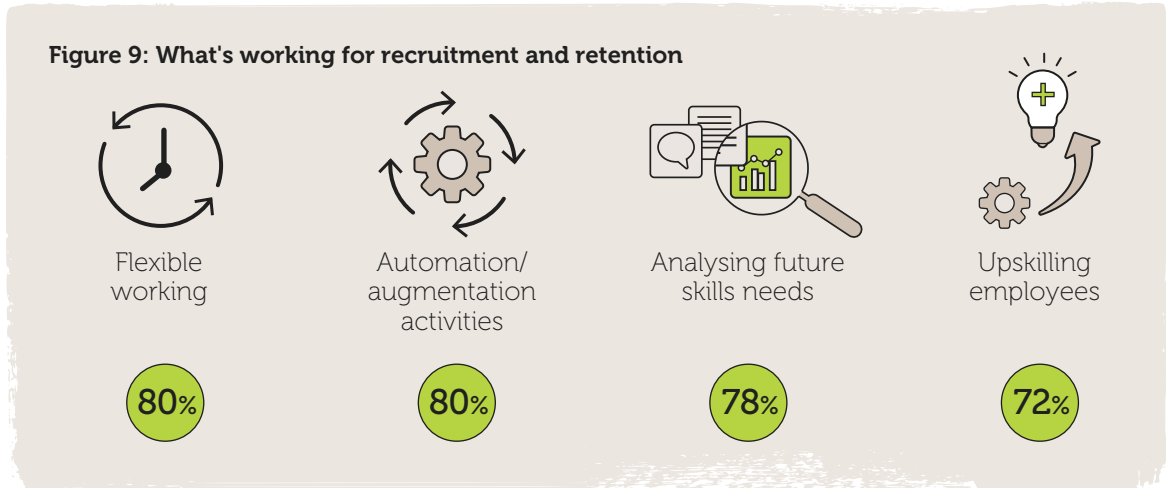 Figure 9: What's working for recruitment and retention
Flexible
working
80%
Automation/
augmentation
activities
80%
Analysing future
skills needs
78%
Upskilling
employees
72%